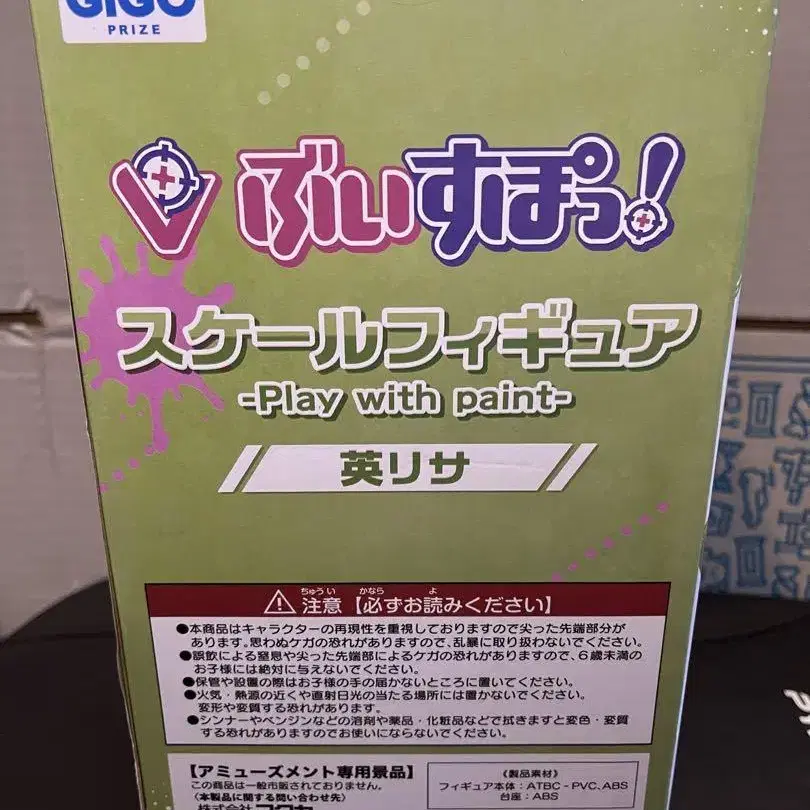 GiGO
PRIZE
ぶいすぽっ!
スケールフィギュア
-Play with paint-
英リサ
ちゅうい かなら よ
注意【必ずお読みください】
●本商品はキャラクターの再現性を重視しておりますので尖った先端部分が
あります。思わぬケガの恐れがありますので、乱暴に取り扱わないでください。
●誤飲による窒息や尖った先端部によるケガの恐れがありますので、6歳未満の
お子様には絶対に与えないでください。
●保管や設置の際はお子様の手の届かないところに置いてください。
●火気・熱源の近くや直射日光の当たる場所には置かないでください。
変形や変質する恐れがあります。
●シンナーやベンジンなどの溶剤や薬品・化粧品などで拭きますと変色・変質
する恐れがありますのでお使いにならないでください。
【アミューズメント専用景品】
この商品は一般市販されておりません。
〈本製品に関する問い合わせ先〉
株式会社
《製品素材》
フィギュア本体:ATBC-PVC、ABS
台座:ABS